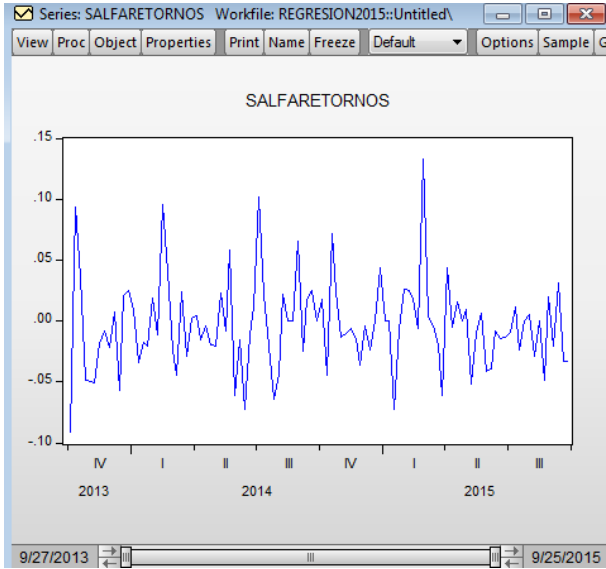 Series: SALFARETORNOS Workfile: REGRESION2015::Untitled\
View Proc Object Properties Print Name Freeze Default Options Sample G
SALFARETORNOS
.15
.10
.05
.00
-.05
-.10
IV I II III IV I II III
2013 2014 2015
9/27/2013 9/25/2015